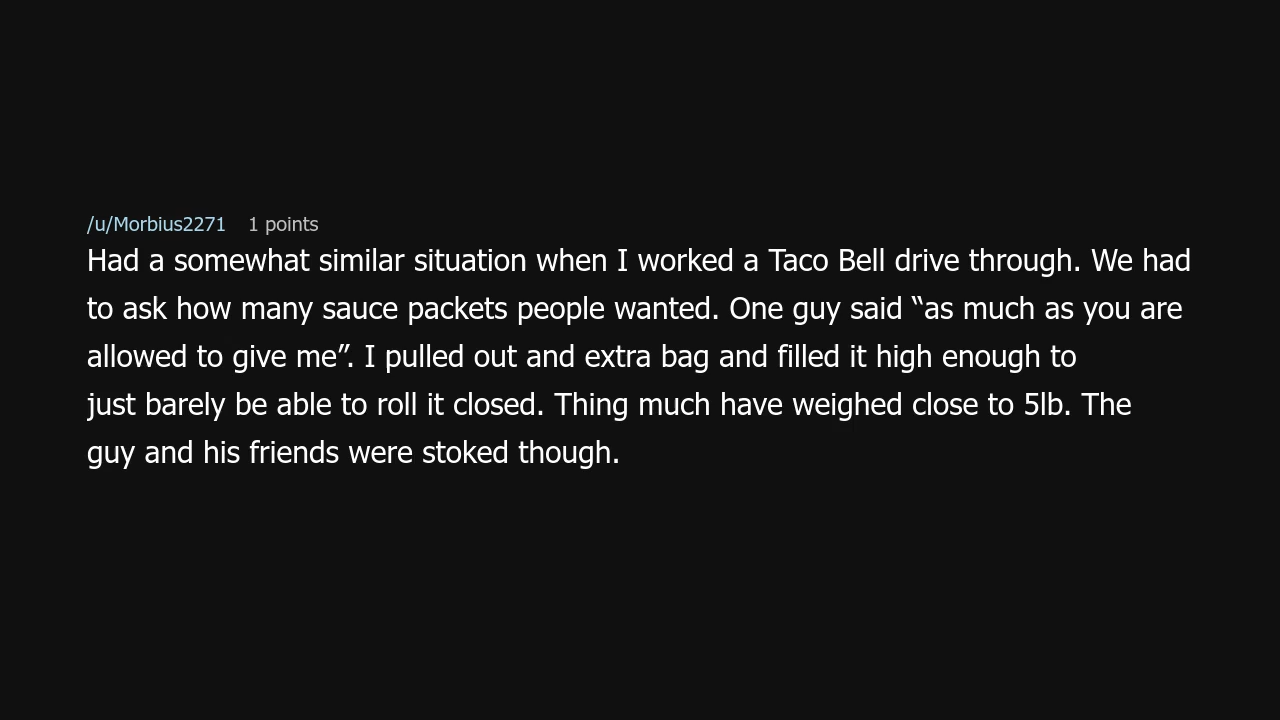 /u/Morbius2271 1 points
Had a somewhat similar situation when I worked a Taco Bell drive through. We had
to ask how many sauce packets people wanted. One guy said “as much as you are
allowed to give me”. I pulled out and extra bag and filled it high enough to
just barely be able to roll it closed. Thing much have weighed close to 5lb. The
guy and his friends were stoked though.